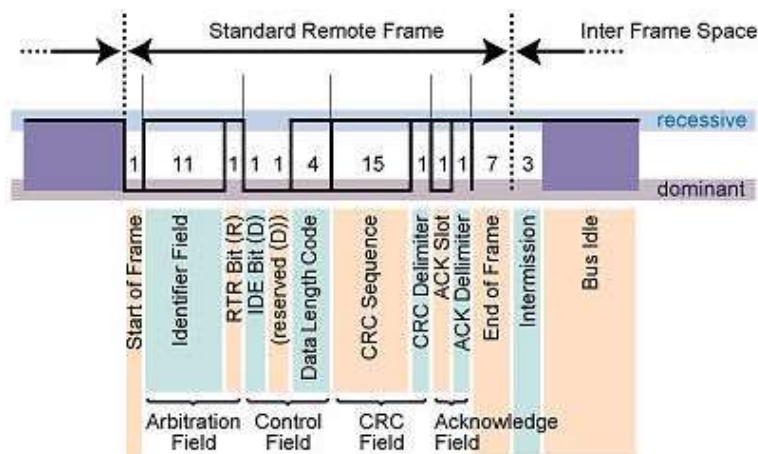 Standard Remote Frame
Inter Frame Space
recessive
1 11 1 1 1 4 15 1 1 1 7 3
dominant
Start of Frame
Identifier Field
RTR Bit (R)
IDE Bit (D)
(reserved (D))
Data Length Code
CRC Sequence
CRC Delimiter
ACK Slot
ACK Dellimiter
End of Frame
Intermission
Bus Idle
Arbitration
Field
Control
Field
CRC
Field
Acknowledge
Field